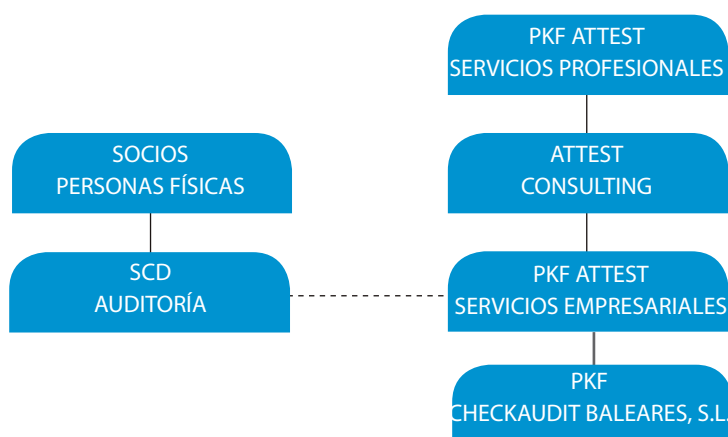 PKF ATTEST
SERVICIOS PROFESIONALES
SOCIOS
PERSONAS FÍSICAS
ATTEST
CONSULTING
SCD
AUDITORÍA
PKF ATTEST
SERVICIOS EMPRESARIALES
PKF
CHECKAUDIT BALEARES, S.L.